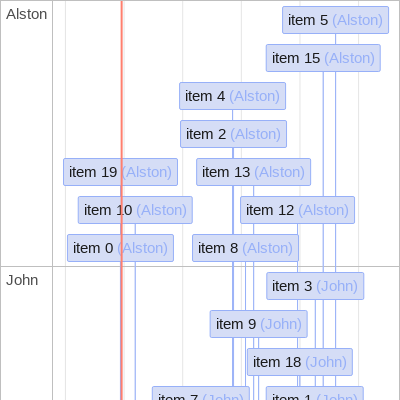 Alston
item 5 (Alston)
item 15 (Alston)
item 4 (Alston)
item 2 (Alston)
item 19 (Alston)
item 13 (Alston)
item 10 (Alston)
item 12 (Alston)
item 0 (Alston)
item 8 (Alston)
John
item 3 (John)
item 9 (John)
item 18 (John)
item 7 (John)
item 1 (John)